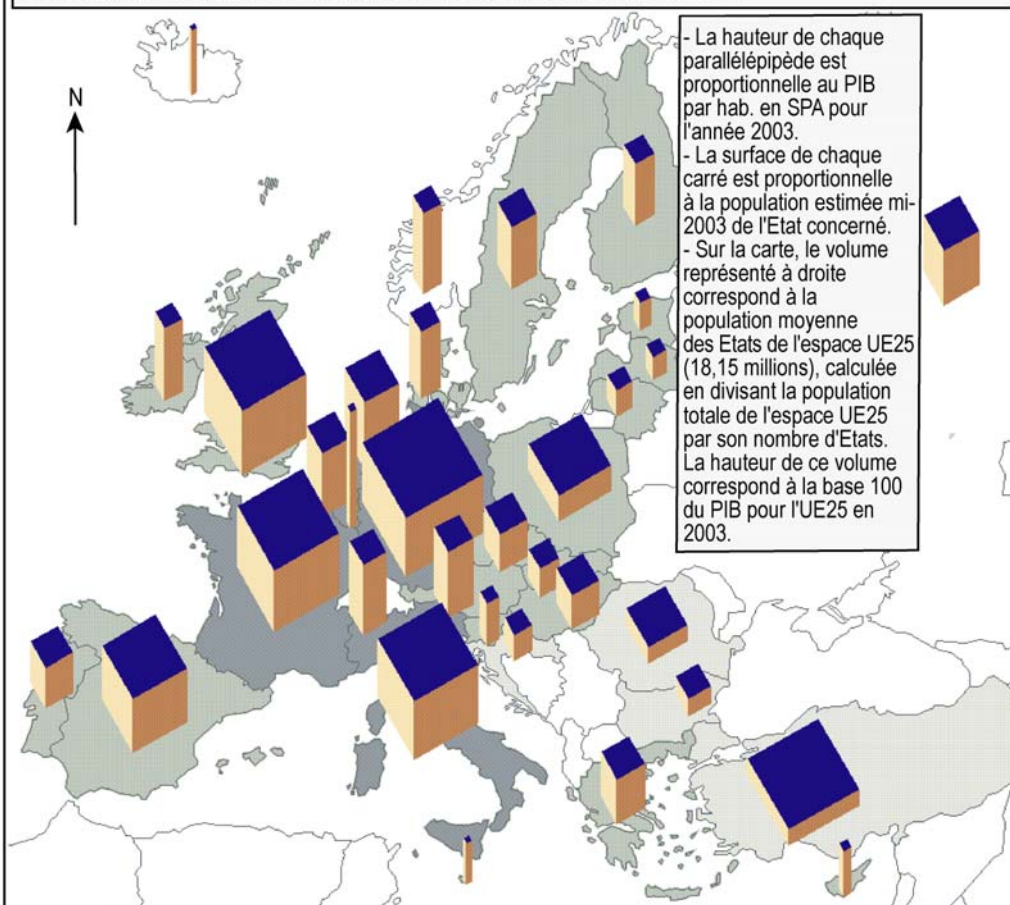 - La hauteur de chaque
parallélépipède est
proportionnelle au PIB
par hab. en SPA pour
l'année 2003.
- La surface de chaque
carré est proportionnelle
à la population estimée mi-
2003 de l'Etat concerné.
- Sur la carte, le volume
représenté à droite
correspond à la
population moyenne
des Etats de l'espace UE25
(18,15 millions), calculée
en divisant la population
totale de l'espace UE25
par son nombre d'Etats.
La hauteur de ce volume
correspond à la base 100
du PIB pour l'UE25 en
2003.
N